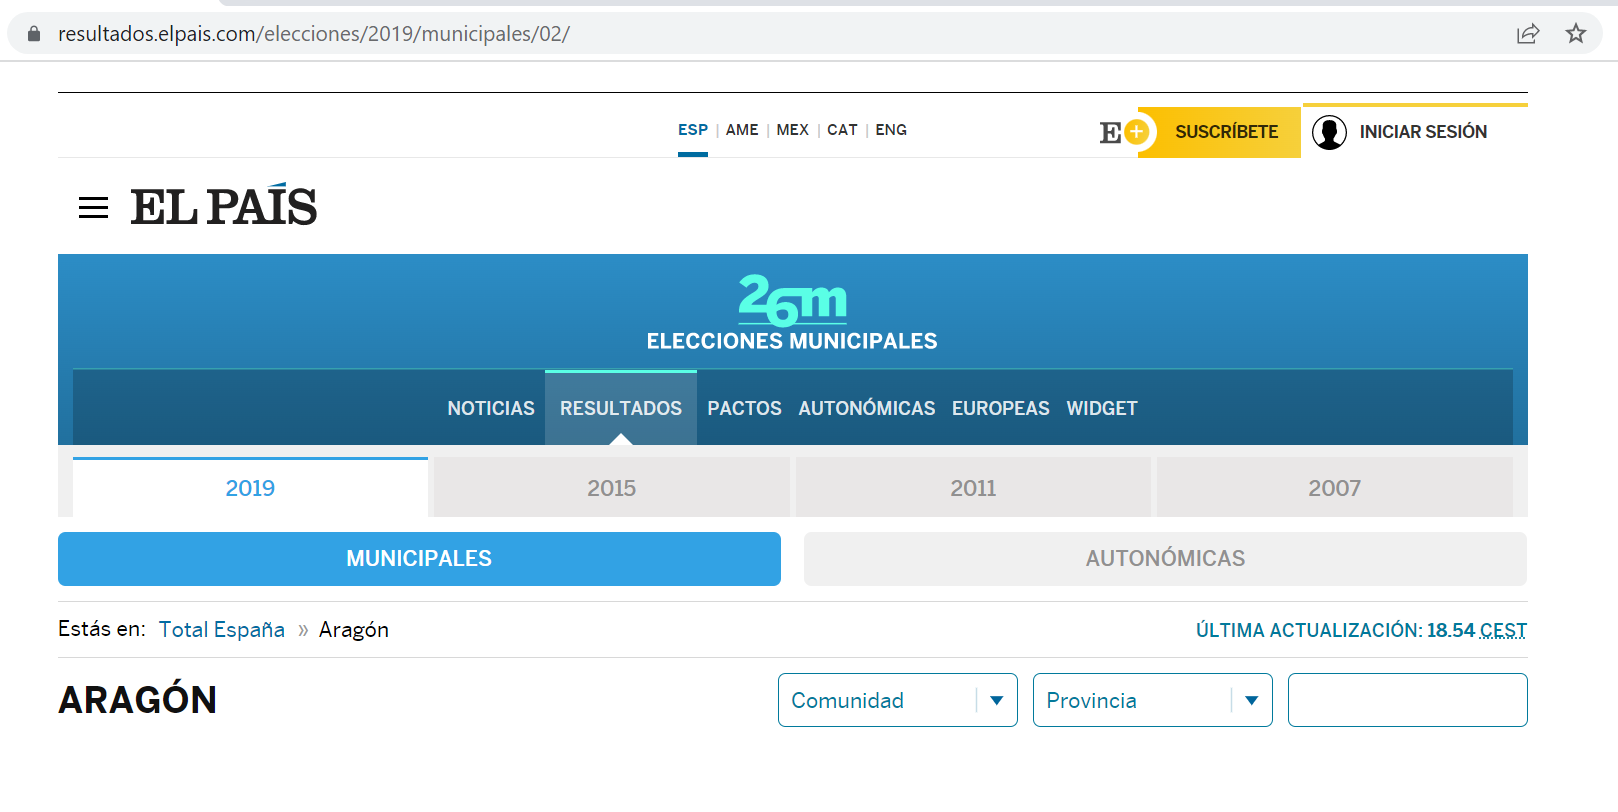 resultados.elpais.com/elecciones/2019/municipales/02/
ESP | AME | MEX | CAT | ENG
E+ SUSCRÍBETE INICIAR SESIÓN
EL PAÍS
26m
ELECCIONES MUNICIPALES
NOTICIAS RESULTADOS PACTOS AUTONÓMICAS EUROPEAS WIDGET
2019 2015 2011 2007
MUNICIPALES AUTONÓMICAS
Estás en: Total España » Aragón ÚLTIMA ACTUALIZACIÓN: 18.54 CEST
ARAGÓN Comunidad Provincia